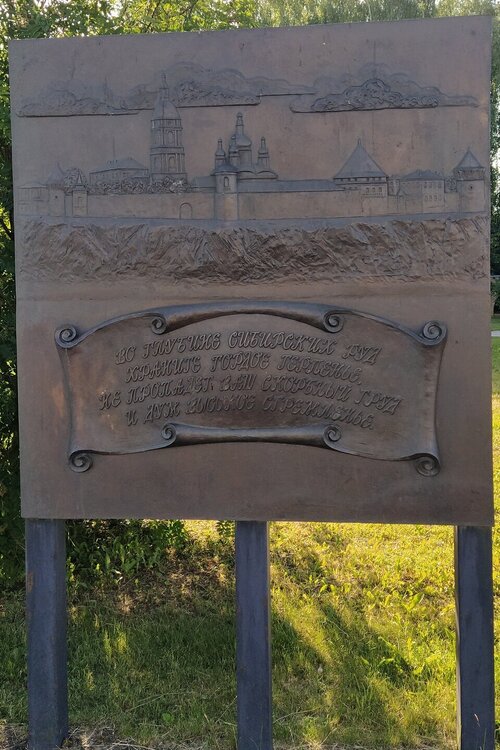 ВО ГЛУБИНЕ СИБИРСКИХ РУД
ХРАНИТЕ ГОРДОЕ ТЕРПЕНЬЕ,
НЕ ПРОПАДЕТ ВАШ СКОРБНЫЙ ТРУД
И ДУМ ВЫСОКОЕ СТРЕМЛЕНЬЕ.